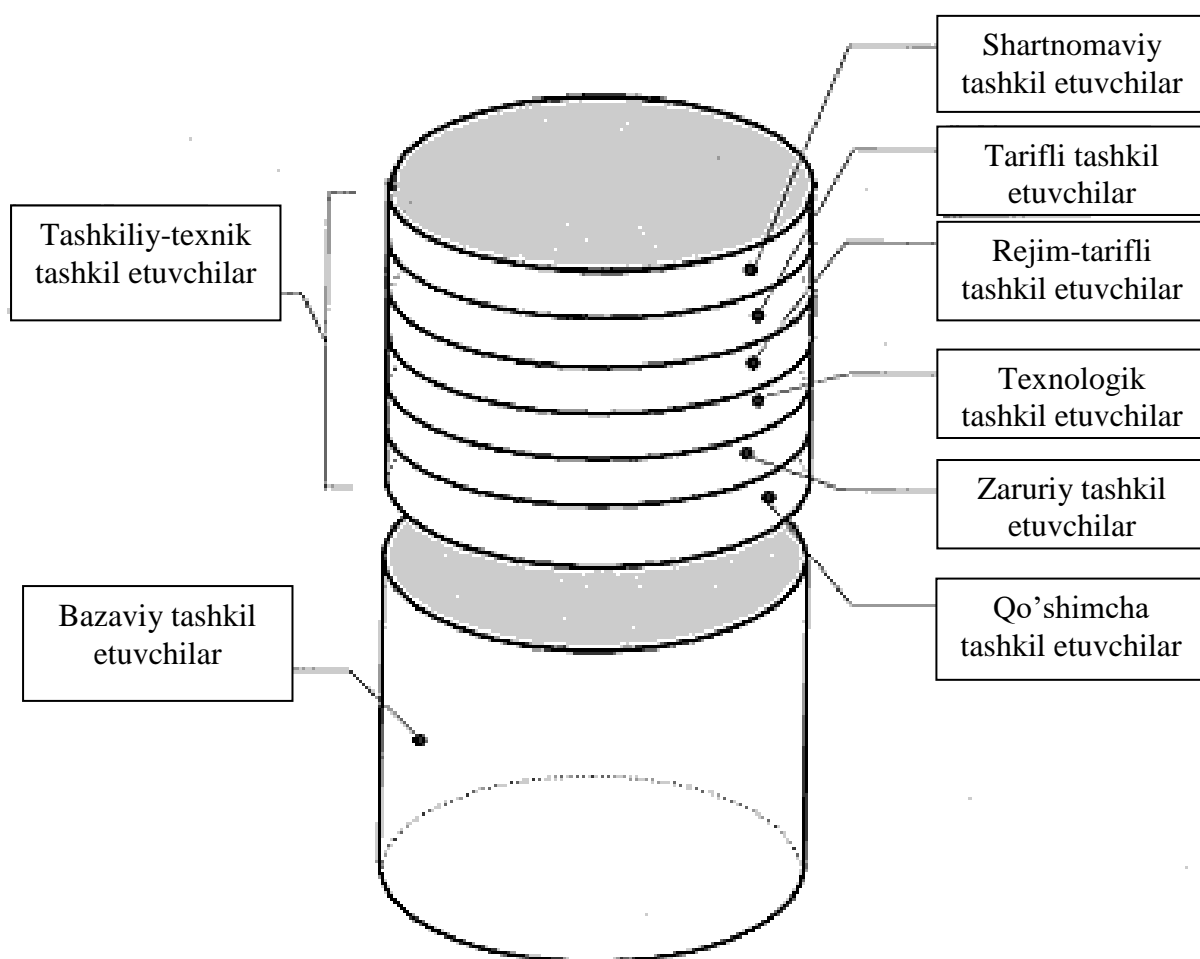 Shartnomaviy
tashkil etuvchilar
Tarifli tashkil
etuvchilar
Tashkiliy-texnik
tashkil etuvchilar
Rejim-tarifli
tashkil etuvchilar
Texnologik
tashkil etuvchilar
Zaruriy tashkil
etuvchilar
Bazaviy tashkil
etuvchilar
Qo’shimcha
tashkil etuvchilar